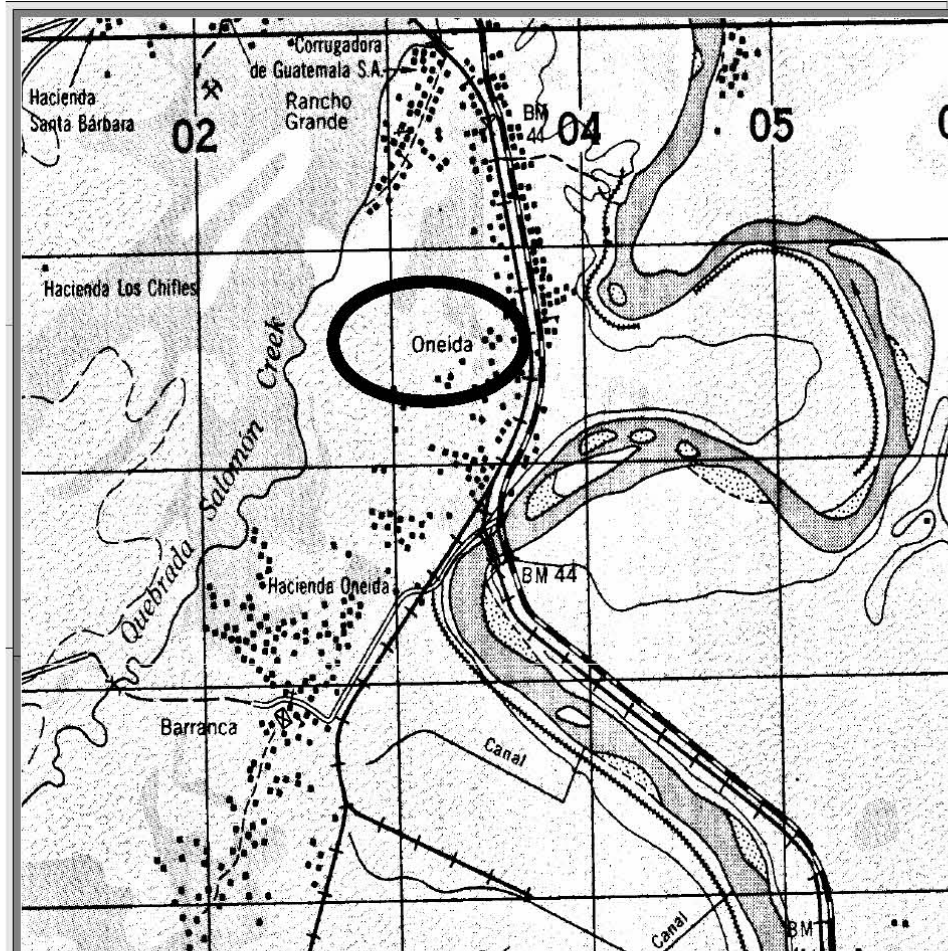 Corrugadora
de Guatemala S.A.
Hacienda
Santa Bárbara
Rancho
Grande
02
BM
44
04
05
Hacienda Los Chifles
Oneida
Quebrada Salomón Creek
Hacienda Oneida
BM 44
Barranca
Canal
Canal
BM